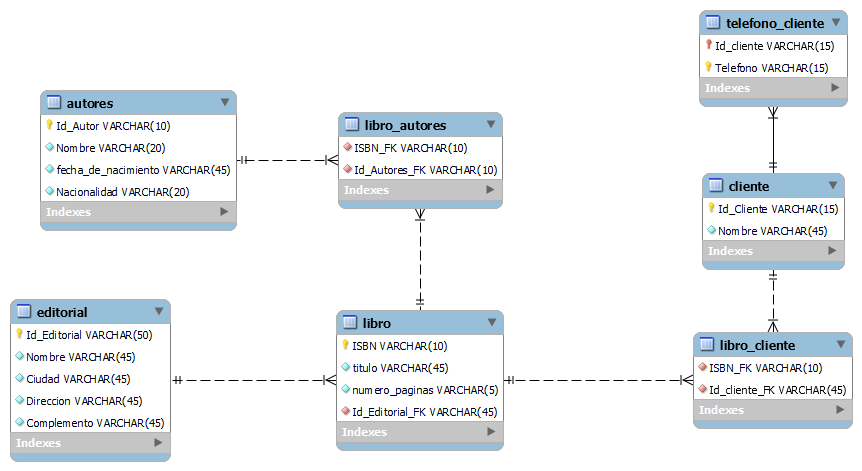 autores
Id_Autor VARCHAR(10)
Nombre VARCHAR(20)
fecha_de_nacimiento VARCHAR(45)
Nacionalidad VARCHAR(20)
Indexes
libro_autores
ISBN_FK VARCHAR(10)
Id_Autores_FK VARCHAR(10)
Indexes
telefono_cliente
Id_cliente VARCHAR(15)
Telefono VARCHAR(15)
Indexes
cliente
Id_Cliente VARCHAR(15)
Nombre VARCHAR(45)
Indexes
editorial
Id_Editorial VARCHAR(50)
Nombre VARCHAR(45)
Ciudad VARCHAR(45)
Direccion VARCHAR(45)
Complemento VARCHAR(45)
Indexes
libro
ISBN VARCHAR(10)
titulo VARCHAR(45)
numero_paginas VARCHAR(5)
Id_Editorial_FK VARCHAR(45)
Indexes
libro_cliente
ISBN_FK VARCHAR(10)
Id_cliente_FK VARCHAR(45)
Indexes